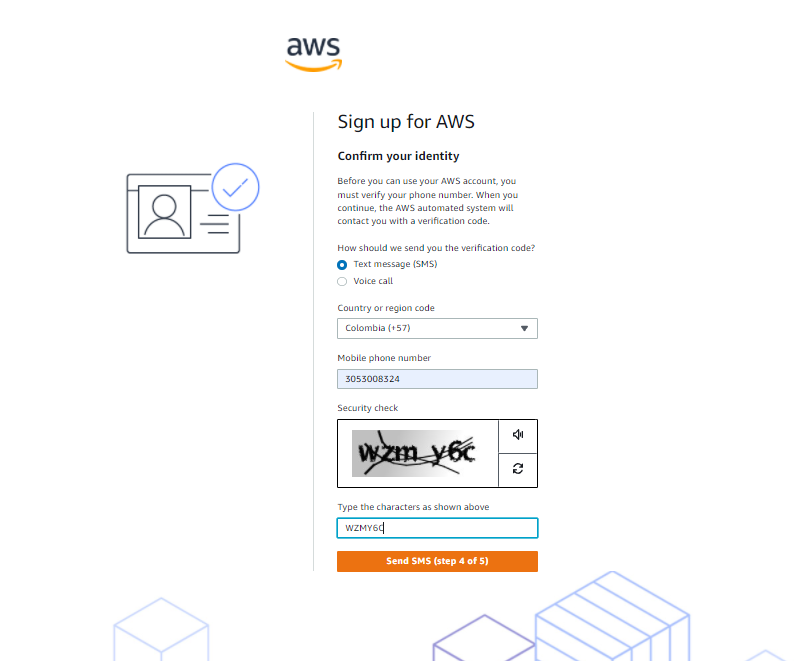 aws
Sign up for AWS
Confirm your identity
Before you can use your AWS account, you
must verify your phone number. When you
continue, the AWS automated system will
contact you with a verification code.
How should we send you the verification code?
Text message (SMS)
Voice call
Country or region code
Colombia (+57)
Mobile phone number
3053008324
Security check
wzm y6c
Type the characters as shown above
WZMY6C
Send SMS (step 4 of 5)